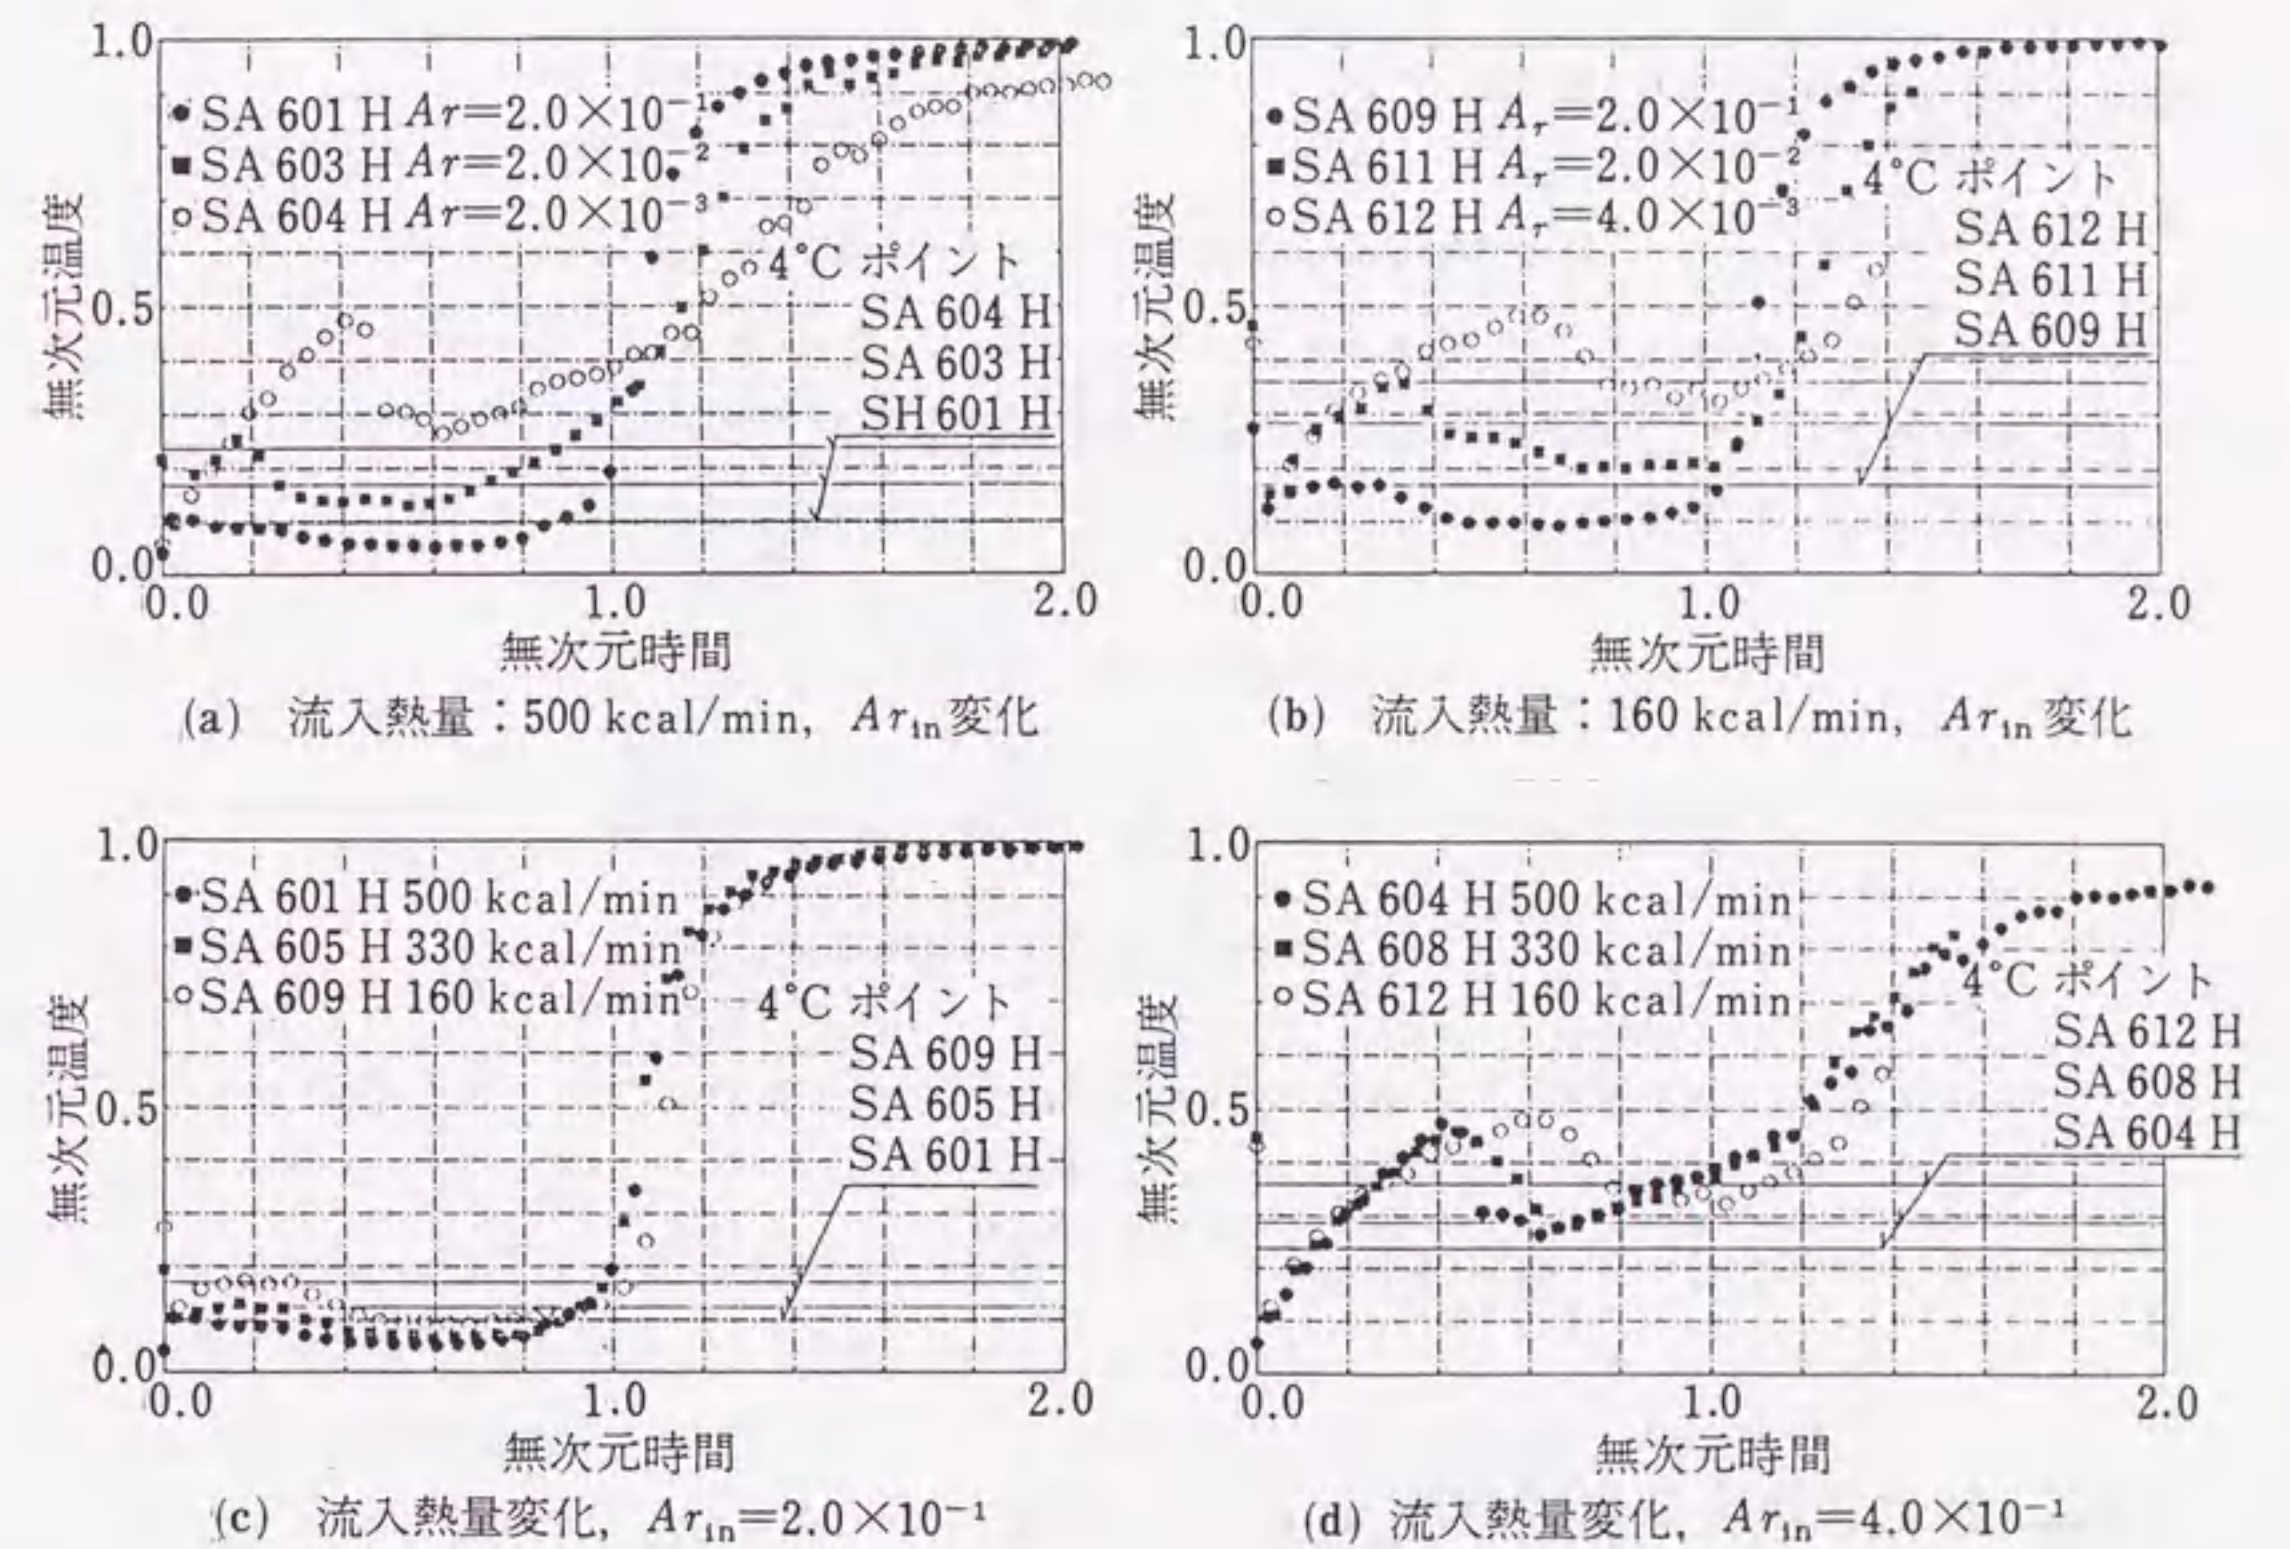 1.0
● SA 601 H Ar=2.0×10⁻¹
■ SA 603 H Ar=2.0×10⁻²
○ SA 604 H Ar=2.0×10⁻³
4°C ポイント
SA 604 H
SA 603 H
SH 601 H
無次元温度
0.5
0.0
0.0 1.0 2.0
無次元時間
(a) 流入熱量:500 kcal/min, Ar_in 変化
1.0
● SA 609 H A_r=2.0×10⁻¹
■ SA 611 H A_r=2.0×10⁻²
○ SA 612 H A_r=4.0×10⁻³
4°C ポイント
SA 612 H
SA 611 H
SA 609 H
無次元温度
0.5
0.0
0.0 1.0 2.0
無次元時間
(b) 流入熱量:160 kcal/min, Ar_in 変化
1.0
● SA 601 H 500 kcal/min
■ SA 605 H 330 kcal/min
○ SA 609 H 160 kcal/min
4°C ポイント
SA 609 H
SA 605 H
SA 601 H
無次元温度
0.5
0.0
0.0 1.0 2.0
無次元時間
(c) 流入熱量変化, Ar_in=2.0×10⁻¹
1.0
● SA 604 H 500 kcal/min
■ SA 608 H 330 kcal/min
○ SA 612 H 160 kcal/min
4°C ポイント
SA 612 H
SA 608 H
SA 604 H
無次元温度
0.5
0.0
0.0 1.0 2.0
無次元時間
(d) 流入熱量変化, Ar_in=4.0×10⁻¹